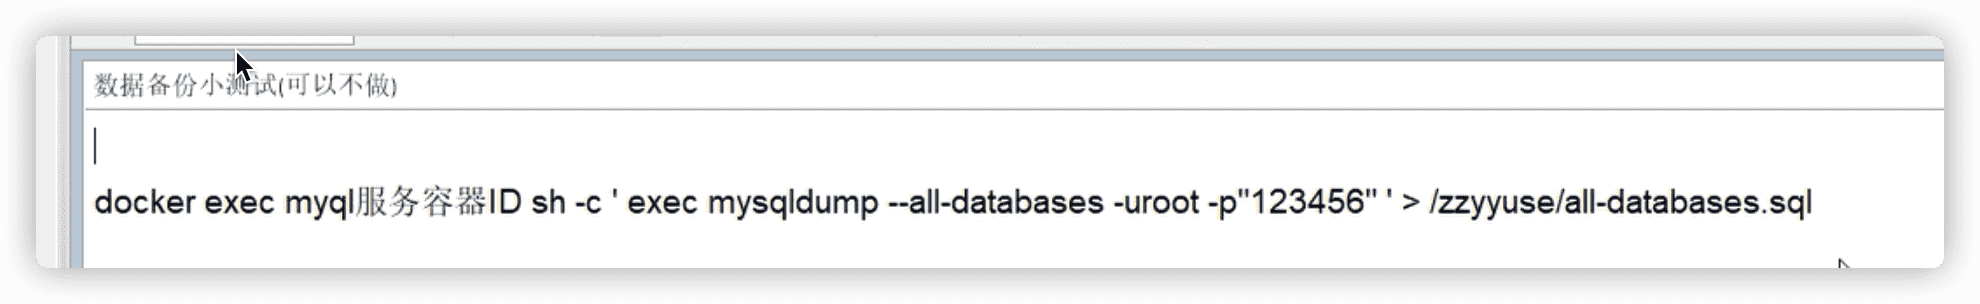 数据备份小测试(可以不做)
docker exec myql服务容器ID sh -c ' exec mysqldump --all-databases -uroot -p"123456" ' > /zzyyuse/all-databases.sql